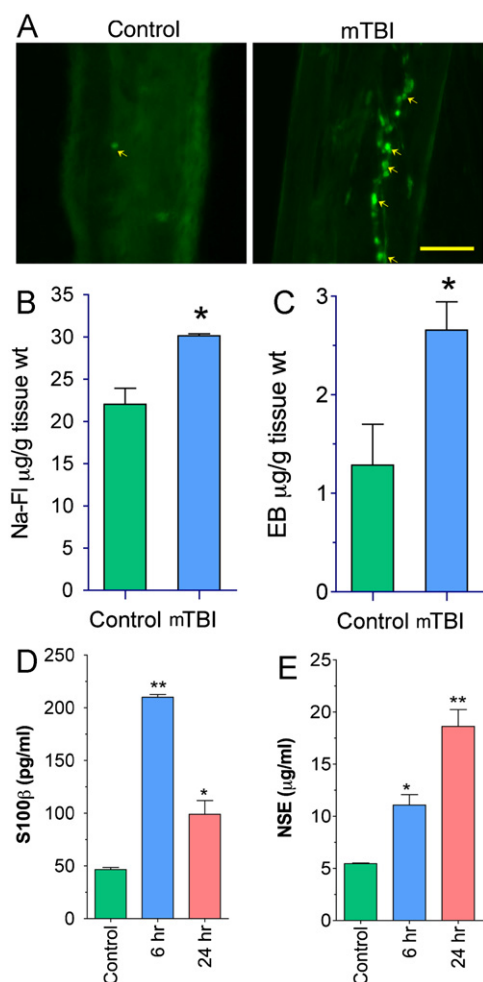 A
Control
mTBI
B
Na-Fl μg/g tissue wt
35
30
25
20
15
10
5
0
*
Control mTBI
C
EB μg/g tissue wt
3
2
1
0
*
Control mTBI
D
S100β (pg/ml)
250
200
150
100
50
0
**
*
Control
6 hr
24 hr
E
NSE (μg/ml)
25
20
15
10
5
0
*
**
Control
6 hr
24 hr